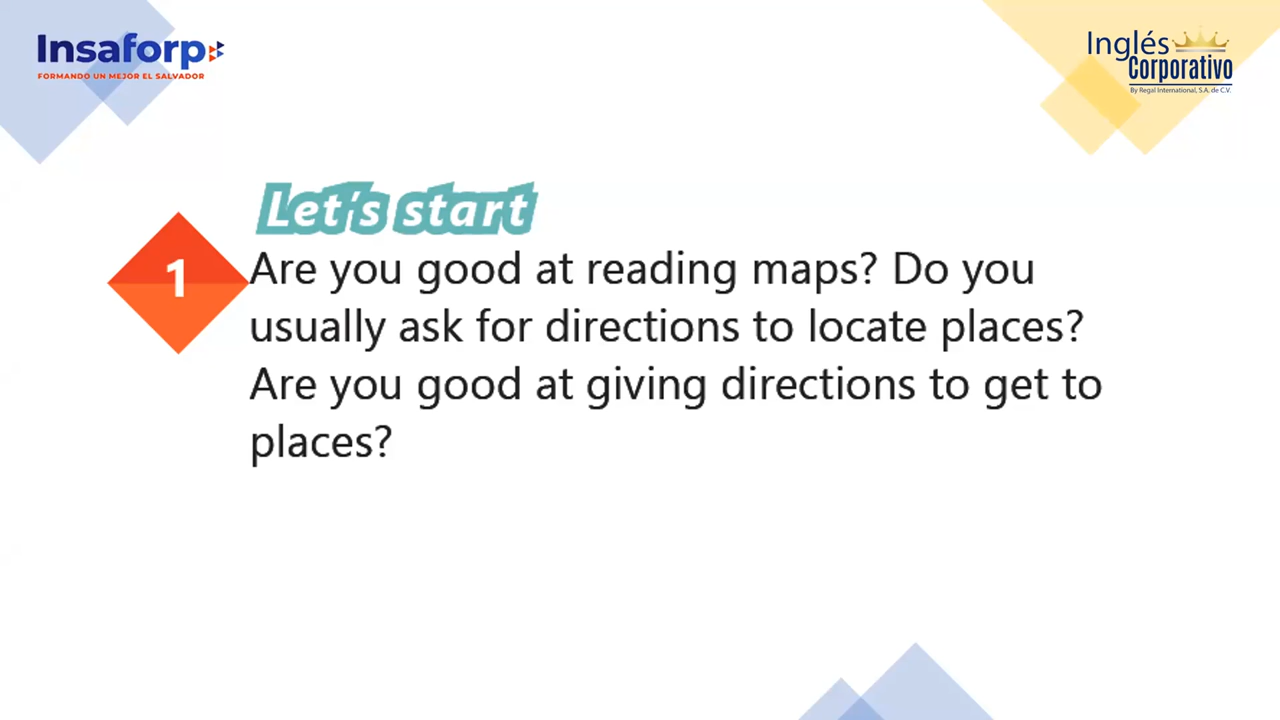 Insaforp
FORMANDO UN MEJOR EL SALVADOR
Inglés
Corporativo
By Regal International, S.A. de C.V.
Let's start
1
Are you good at reading maps? Do you
usually ask for directions to locate places?
Are you good at giving directions to get to
places?